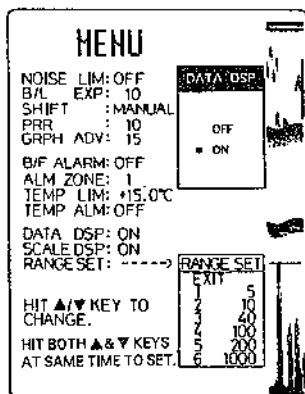 MENU
NOISE LIM: OFF
B/L EXP: 10
SHIFT : MANUAL
PRR : 10
GRPH ADV: 15
B/F ALARM: OFF
ALM ZONE: 1
TEMP LIM: +15.0°C
TEMP ALM: OFF
DATA DSP: ON
SCALE DSP: ON
RANGE SET: ---->
HIT ▲/▼ KEY TO
CHANGE.
HIT BOTH ▲&▼ KEYS
AT SAME TIME TO SET.
DATA DSP
OFF
■ ON
RANGE SET
EXIT
1 5
2 10
3 40
4 100
5 200
6 1000